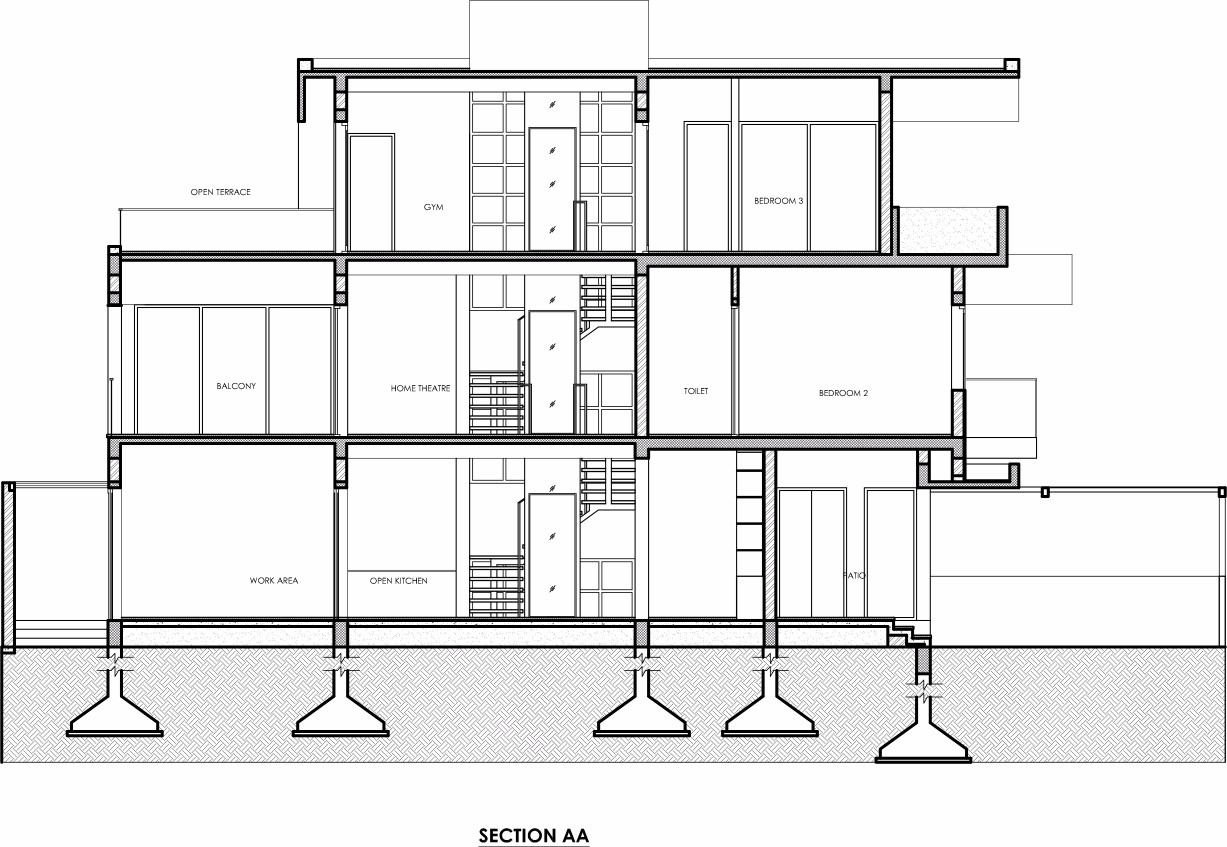 OPEN TERRACE
GYM
BEDROOM 3
BALCONY
HOME THEATRE
TOILET
BEDROOM 2
WORK AREA
OPEN KITCHEN
PATIO
SECTION AA